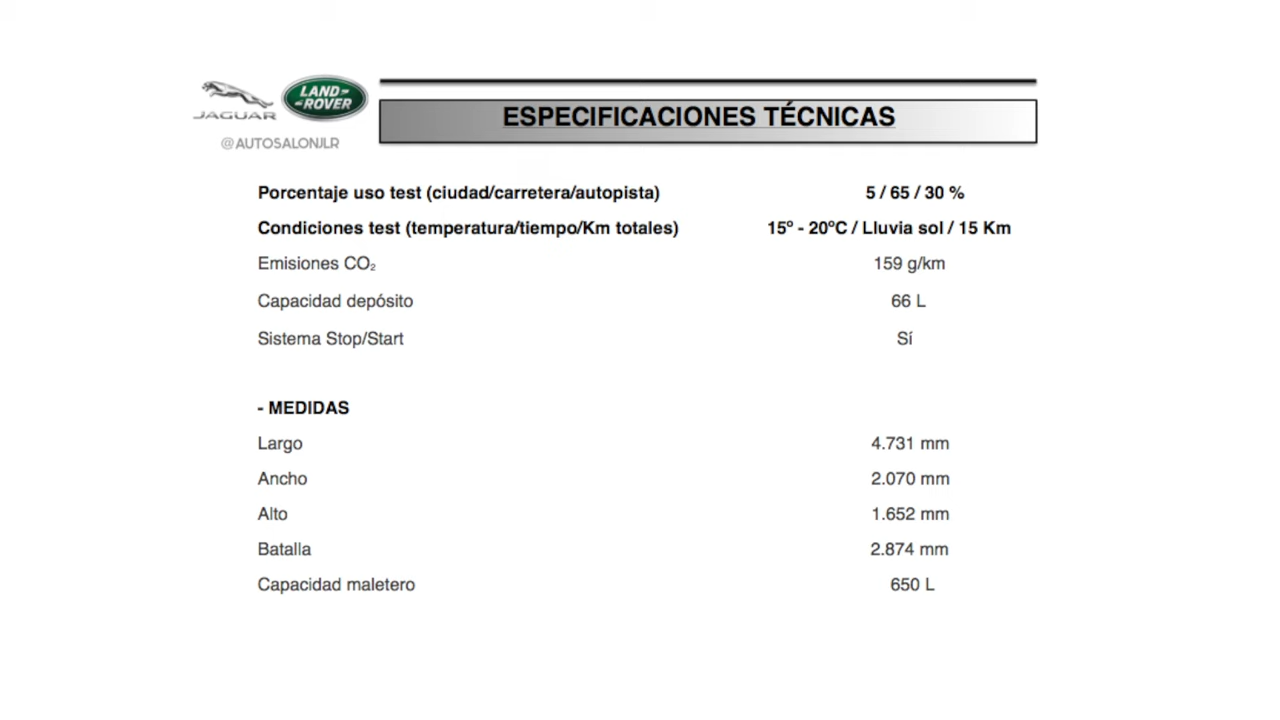 JAGUAR
LAND-
-ROVER
@AUTOSALONJLR
ESPECIFICACIONES TÉCNICAS
Porcentaje uso test (ciudad/carretera/autopista) 5 / 65 / 30 %
Condiciones test (temperatura/tiempo/Km totales) 15º - 20ºC / Lluvia sol / 15 Km
Emisiones CO₂ 159 g/km
Capacidad depósito 66 L
Sistema Stop/Start Sí
- MEDIDAS
Largo 4.731 mm
Ancho 2.070 mm
Alto 1.652 mm
Batalla 2.874 mm
Capacidad maletero 650 L